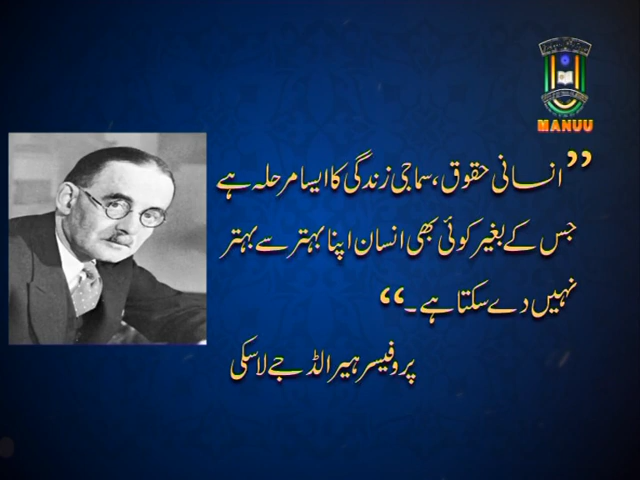 MANUU
”انسانی حقوق، سماجی زندگی کا ایسا مرحلہ ہے
جس کے بغیر کوئی بھی انسان اپنا بہتر سے بہتر
نہیں دے سکتا ہے۔“
پروفیسر ہیرالڈ جے لاسکی